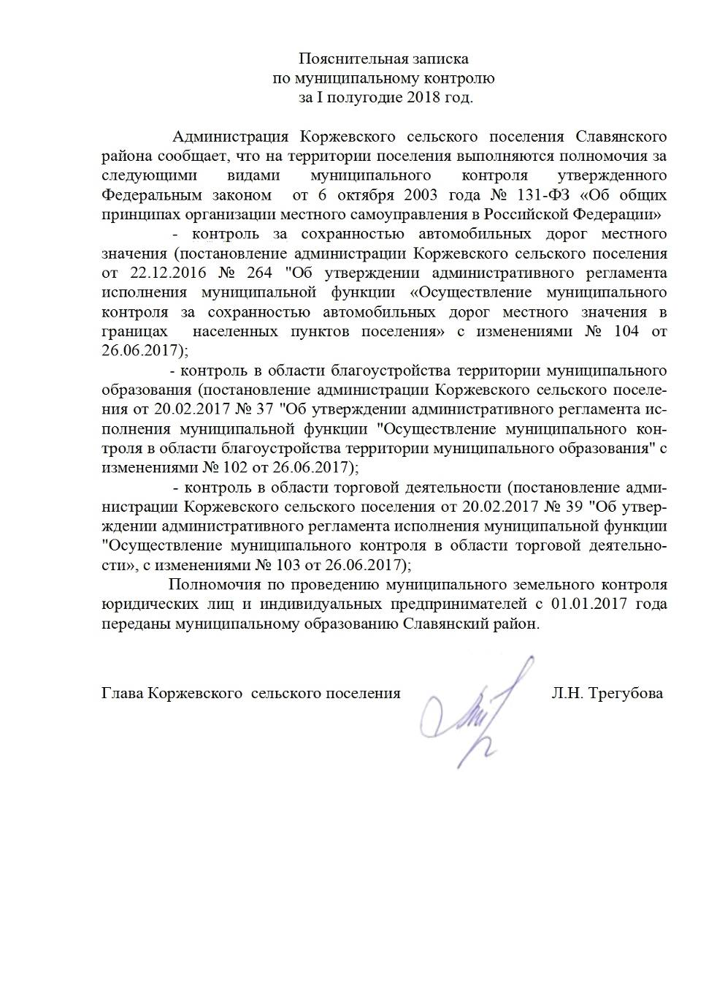 Пояснительная записка
по муниципальному контролю
за I полугодие 2018 год.
Администрация Коржевского сельского поселения Славянского
района сообщает, что на территории поселения выполняются полномочия за
следующими видами муниципального контроля утвержденного
Федеральным законом от 6 октября 2003 года № 131-ФЗ «Об общих
принципах организации местного самоуправления в Российской Федерации»
- контроль за сохранностью автомобильных дорог местного
значения (постановление администрации Коржевского сельского поселения
от 22.12.2016 № 264 "Об утверждении административного регламента
исполнения муниципальной функции «Осуществление муниципального
контроля за сохранностью автомобильных дорог местного значения в
границах населенных пунктов поселения» с изменениями № 104 от
26.06.2017);
- контроль в области благоустройства территории муниципального
образования (постановление администрации Коржевского сельского поселе-
ния от 20.02.2017 № 37 "Об утверждении административного регламента ис-
полнения муниципальной функции "Осуществление муниципального кон-
троля в области благоустройства территории муниципального образования" с
изменениями № 102 от 26.06.2017);
- контроль в области торговой деятельности (постановление адми-
нистрации Коржевского сельского поселения от 20.02.2017 № 39 "Об утвер-
ждении административного регламента исполнения муниципальной функции
"Осуществление муниципального контроля в области торговой деятельно-
сти», с изменениями № 103 от 26.06.2017);
Полномочия по проведению муниципального земельного контроля
юридических лиц и индивидуальных предпринимателей с 01.01.2017 года
переданы муниципальному образованию Славянский район.
Глава Коржевского сельского поселения Л.Н. Трегубова